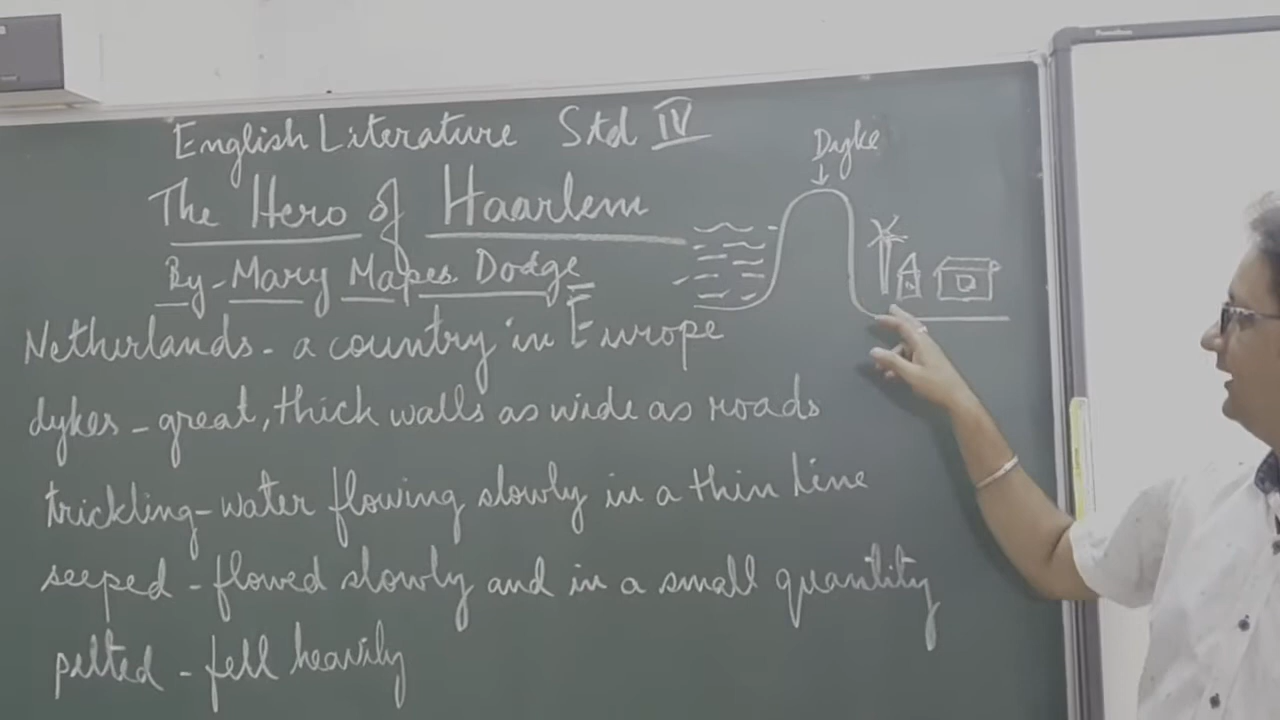 English Literature Std IV
The Hero of Haarlem
By - Mary Mapes Dodge
Dyke
Netherlands - a country in Europe
dykes - great, thick walls as wide as roads
trickling - water flowing slowly in a thin line
seeped - flowed slowly and in a small quantity
pelted - fell heavily